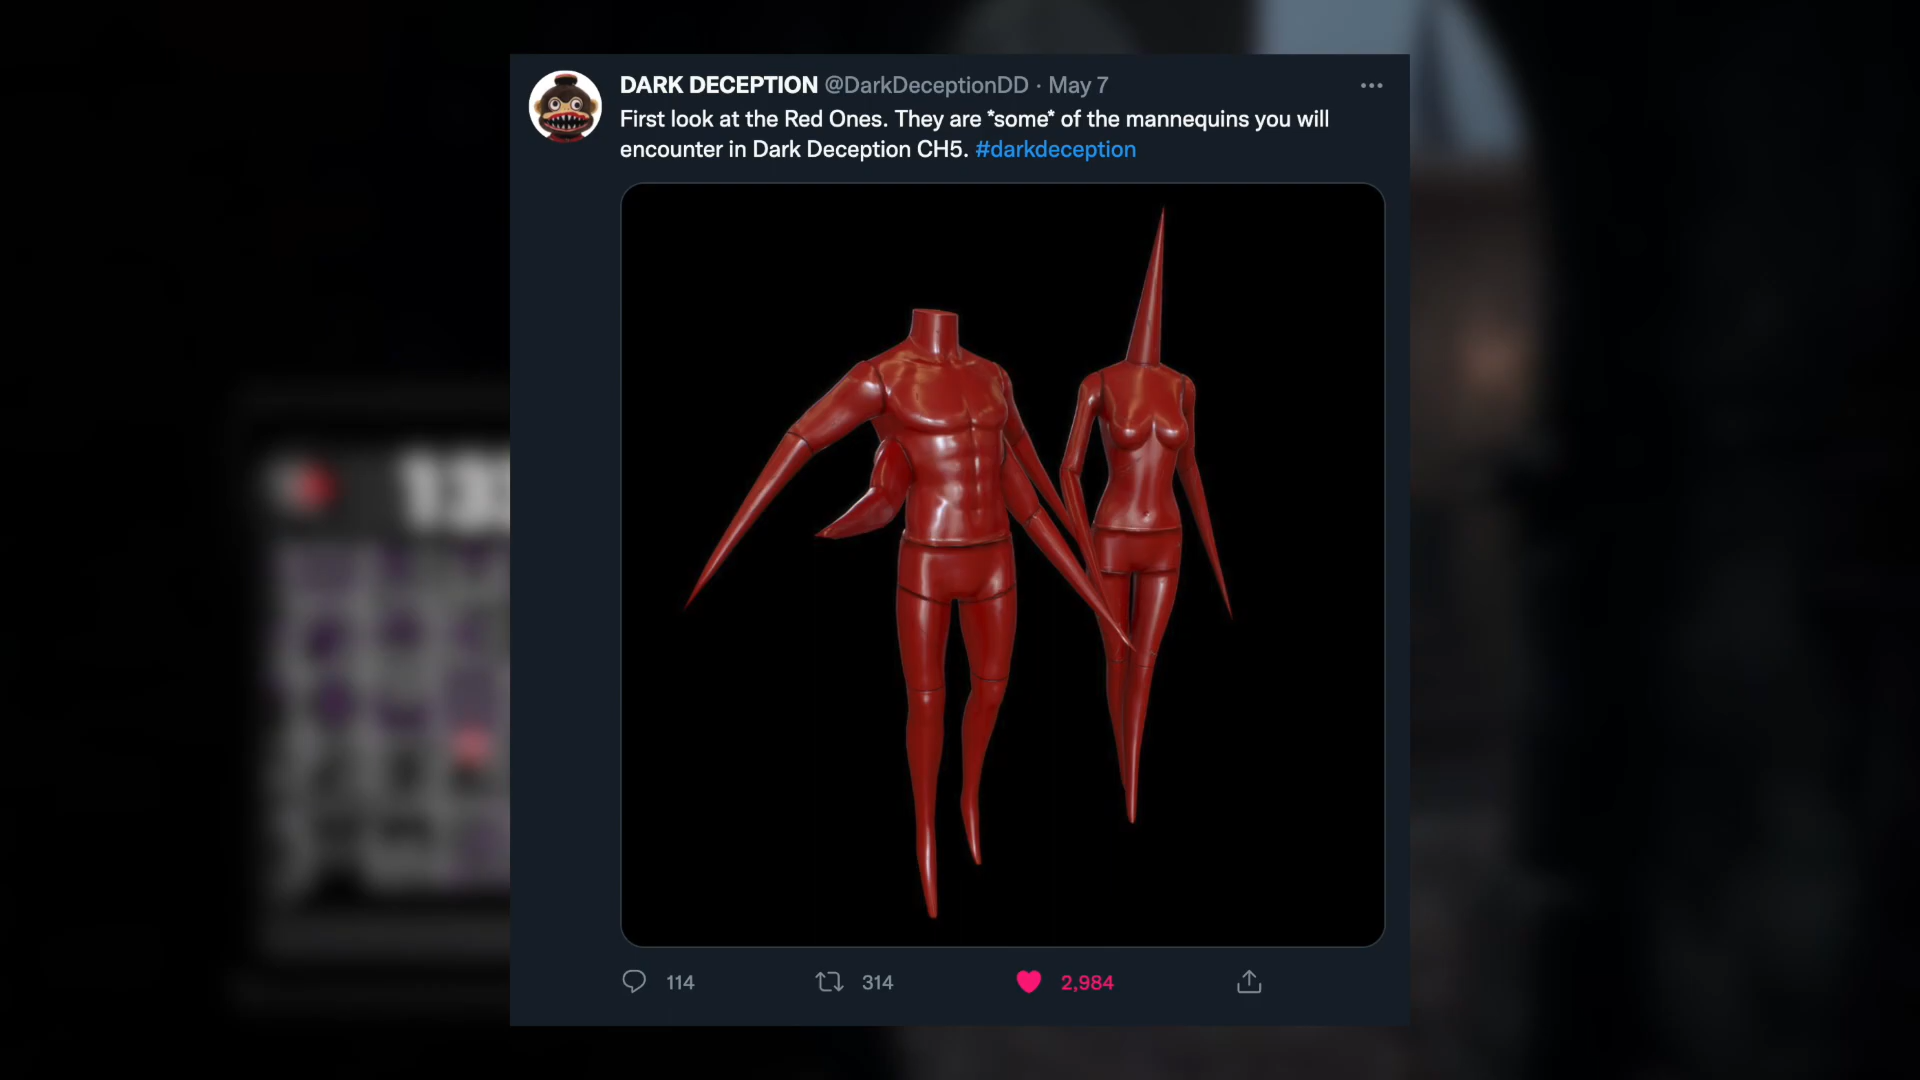 DARK DECEPTION @DarkDeceptionDD · May 7
First look at the Red Ones. They are *some* of the mannequins you will
encounter in Dark Deception CH5. #darkdeception
114 314 2,984